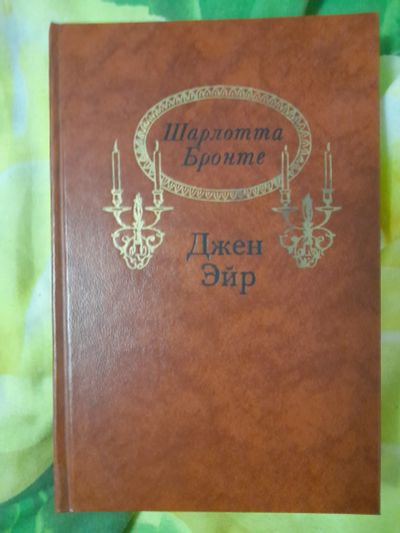 Шарлотта
Бронте
Джен
Эйр